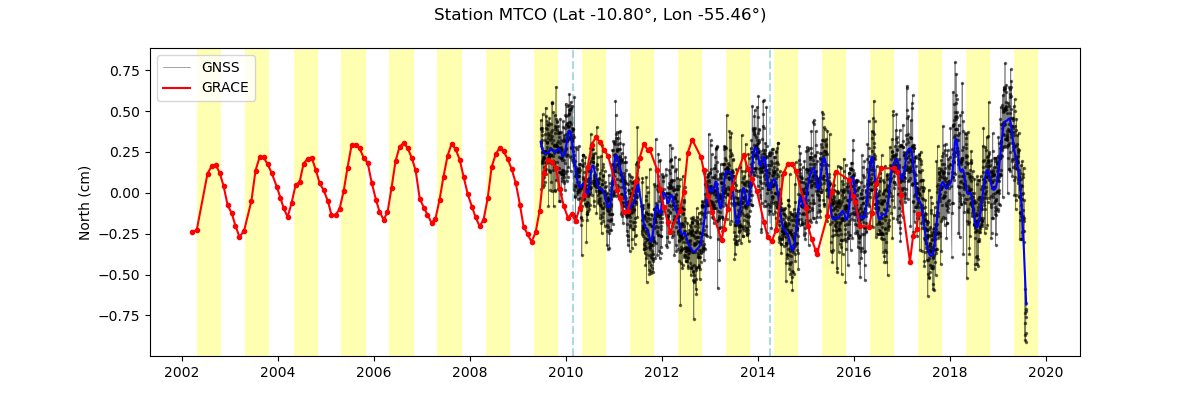 Station MTCO (Lat -10.80°, Lon -55.46°)
GNSS
GRACE
North (cm)
0.75
0.50
0.25
0.00
−0.25
−0.50
−0.75
2002 2004 2006 2008 2010 2012 2014 2016 2018 2020